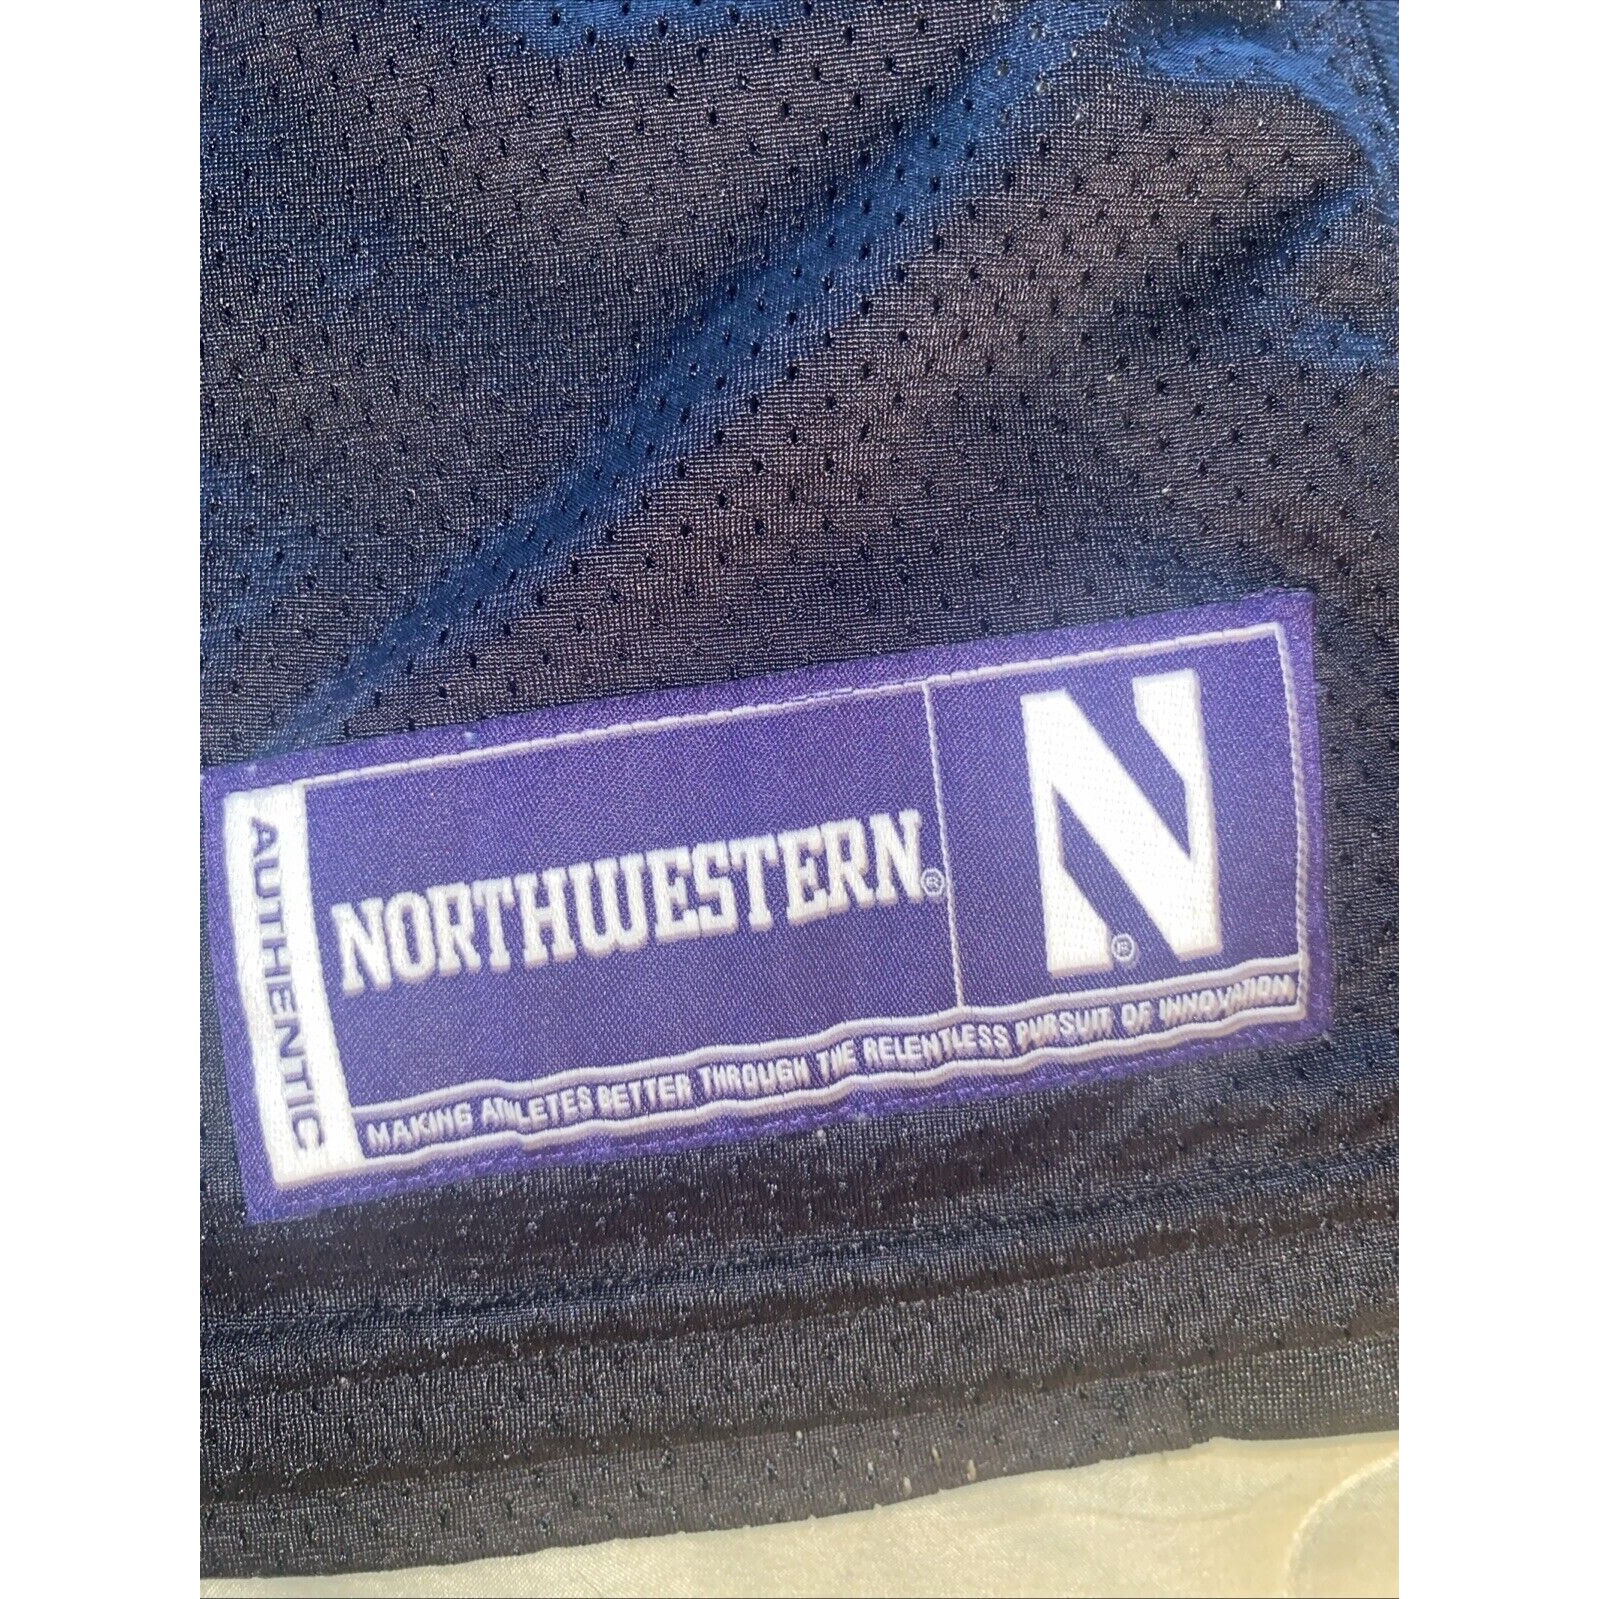 AUTHENTIC
NORTHWESTERN®
N®
MAKING ATHLETES BETTER THROUGH THE RELENTLESS PURSUIT OF INNOVATION